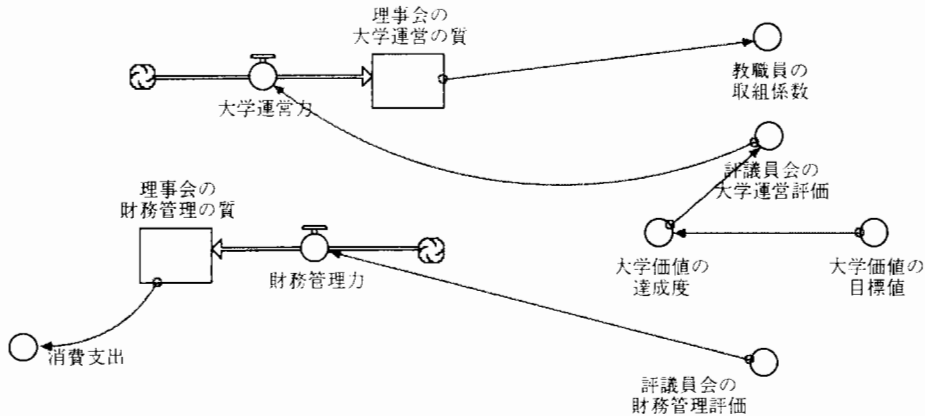 理事会の
大学運営の質
教職員の
取組係数
大学運営力
評議員会の
大学運営評価
理事会の
財務管理の質
財務管理力
大学価値の
達成度
大学価値の
目標値
消費支出
評議員会の
財務管理評価